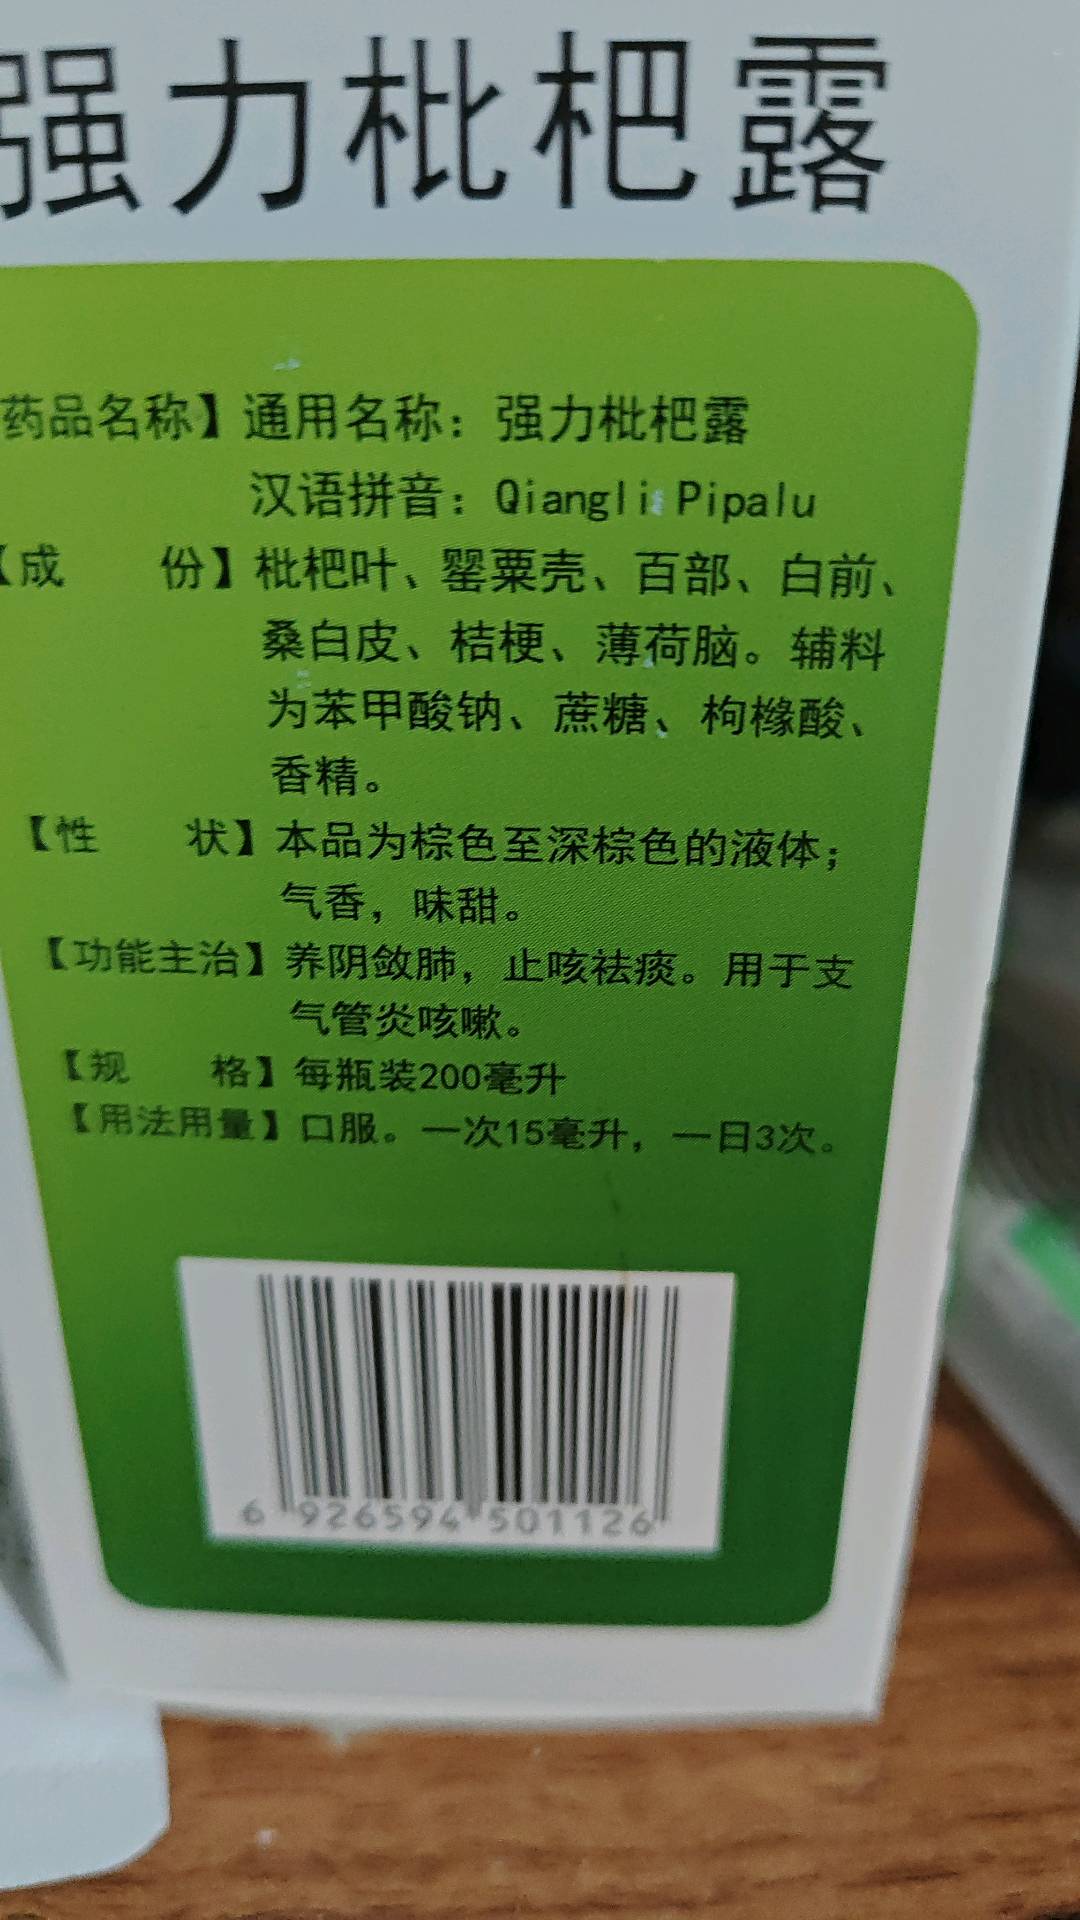 强力枇杷露
药品名称】通用名称：强力枇杷露
汉语拼音：Qiangli Pipalu
【成 份】枇杷叶、罂粟壳、百部、白前、
桑白皮、桔梗、薄荷脑。辅料
为苯甲酸钠、蔗糖、枸橼酸、
香精。
【性 状】本品为棕色至深棕色的液体；
气香，味甜。
【功能主治】养阴敛肺，止咳祛痰。用于支
气管炎咳嗽。
【规 格】每瓶装200毫升
【用法用量】口服。一次15毫升，一日3次。
6 926594 501126